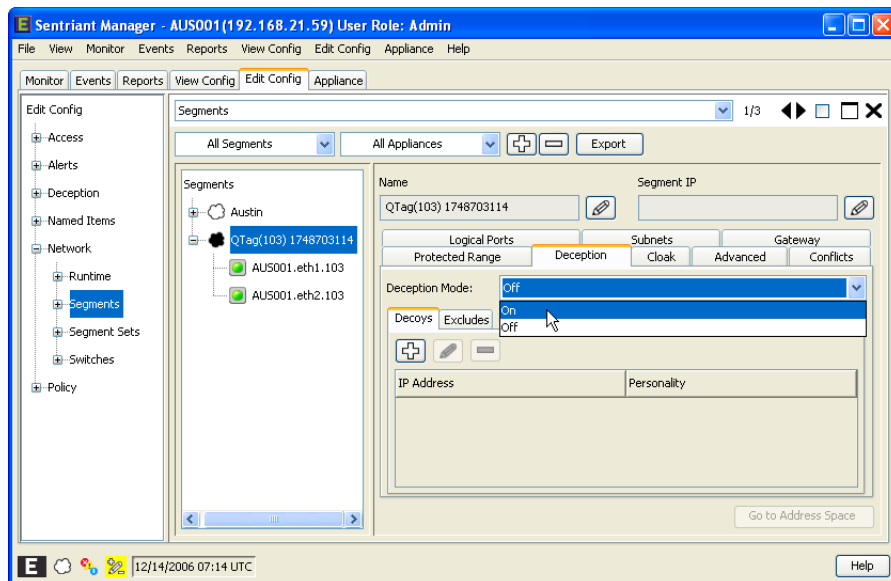 Sentriant Manager - AUS001(192.168.21.59) User Role: Admin
File View Monitor Events Reports View Config Edit Config Appliance Help
Monitor Events Reports View Config Edit Config Appliance
Edit Config
Access
Alerts
Deception
Named Items
Network
Runtime
Segments
Segment Sets
Switches
Policy
Segments 1/3
All Segments All Appliances Export
Segments
Austin
QTag(103) 1748703114
AUS001.eth1.103
AUS001.eth2.103
Name Segment IP
QTag(103) 1748703114
Logical Ports Subnets Gateway
Protected Range Deception Cloak Advanced Conflicts
Deception Mode: Off
On
Off
Decoys Excludes
IP Address Personality
Go to Address Space
E 12/14/2006 07:14 UTC Help